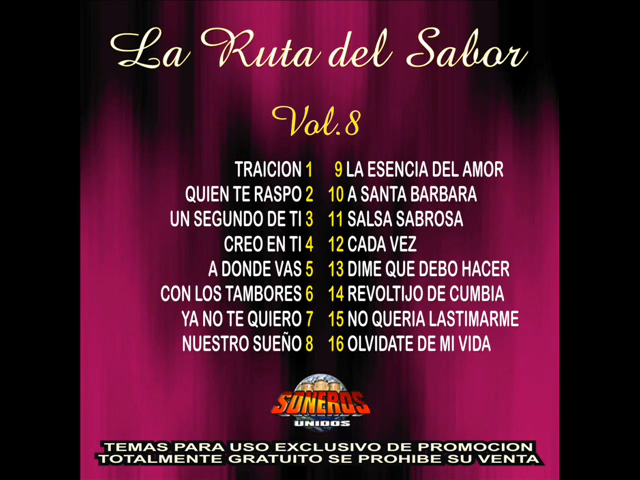 La Ruta del Sabor
Vol.8
TRAICION 1
QUIEN TE RASPO 2
UN SEGUNDO DE TI 3
CREO EN TI 4
A DONDE VAS 5
CON LOS TAMBORES 6
YA NO TE QUIERO 7
NUESTRO SUEÑO 8
9 LA ESENCIA DEL AMOR
10 A SANTA BARBARA
11 SALSA SABROSA
12 CADA VEZ
13 DIME QUE DEBO HACER
14 REVOLTIJO DE CUMBIA
15 NO QUERIA LASTIMARME
16 OLVIDATE DE MI VIDA
SONEROS
UNIDOS
TEMAS PARA USO EXCLUSIVO DE PROMOCION
TOTALMENTE GRATUITO SE PROHIBE SU VENTA